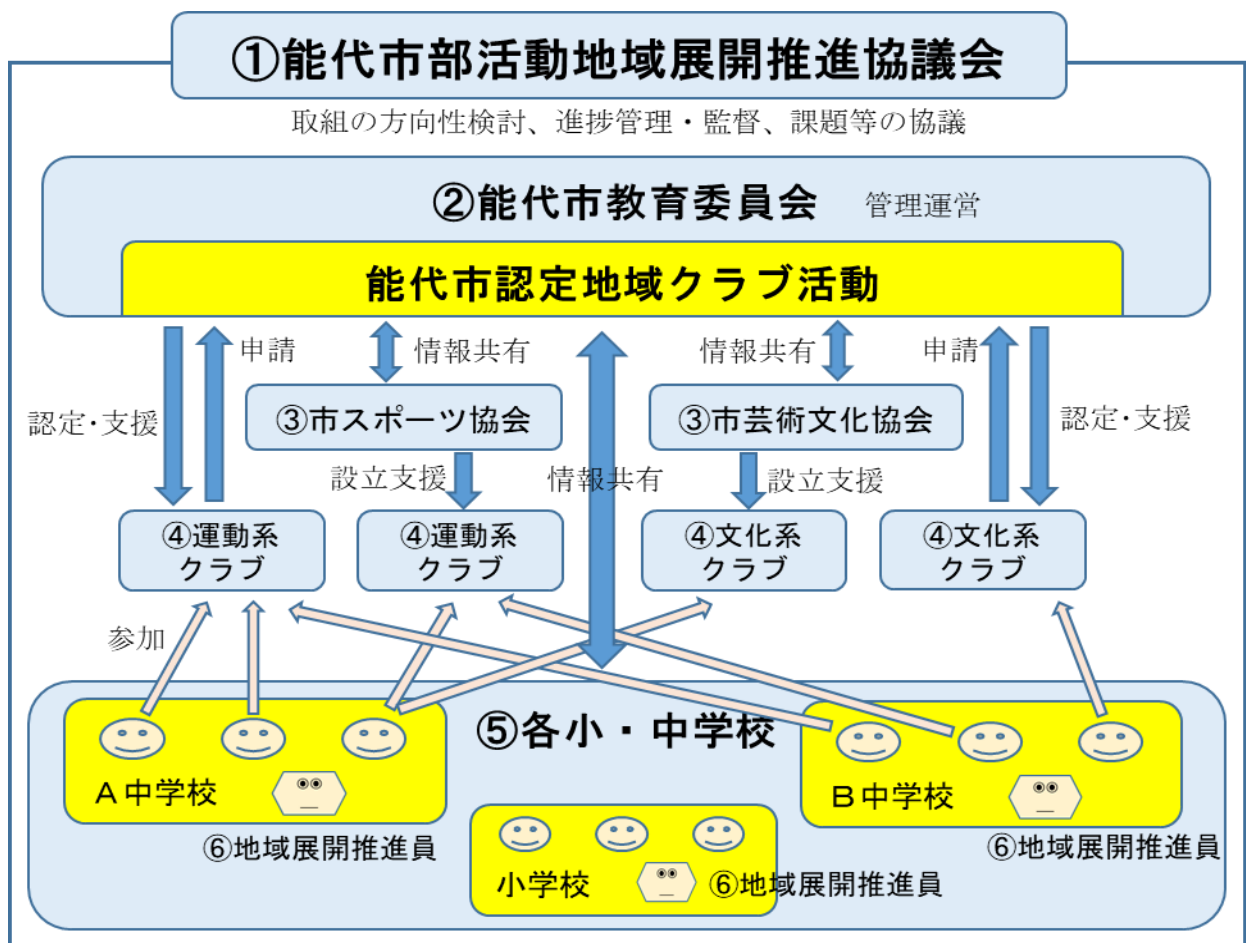 ①能代市部活動地域展開推進協議会
取組の方向性検討、進捗管理・監督、課題等の協議
②能代市教育委員会 管理運営
能代市認定地域クラブ活動
申請
情報共有
情報共有
申請
認定・支援
③市スポーツ協会
③市芸術文化協会
認定・支援
設立支援
情報共有
設立支援
④運動系
クラブ
④運動系
クラブ
④文化系
クラブ
④文化系
クラブ
参加
⑤各小・中学校
A中学校
⑥地域展開推進員
B中学校
⑥地域展開推進員
小学校
⑥地域展開推進員